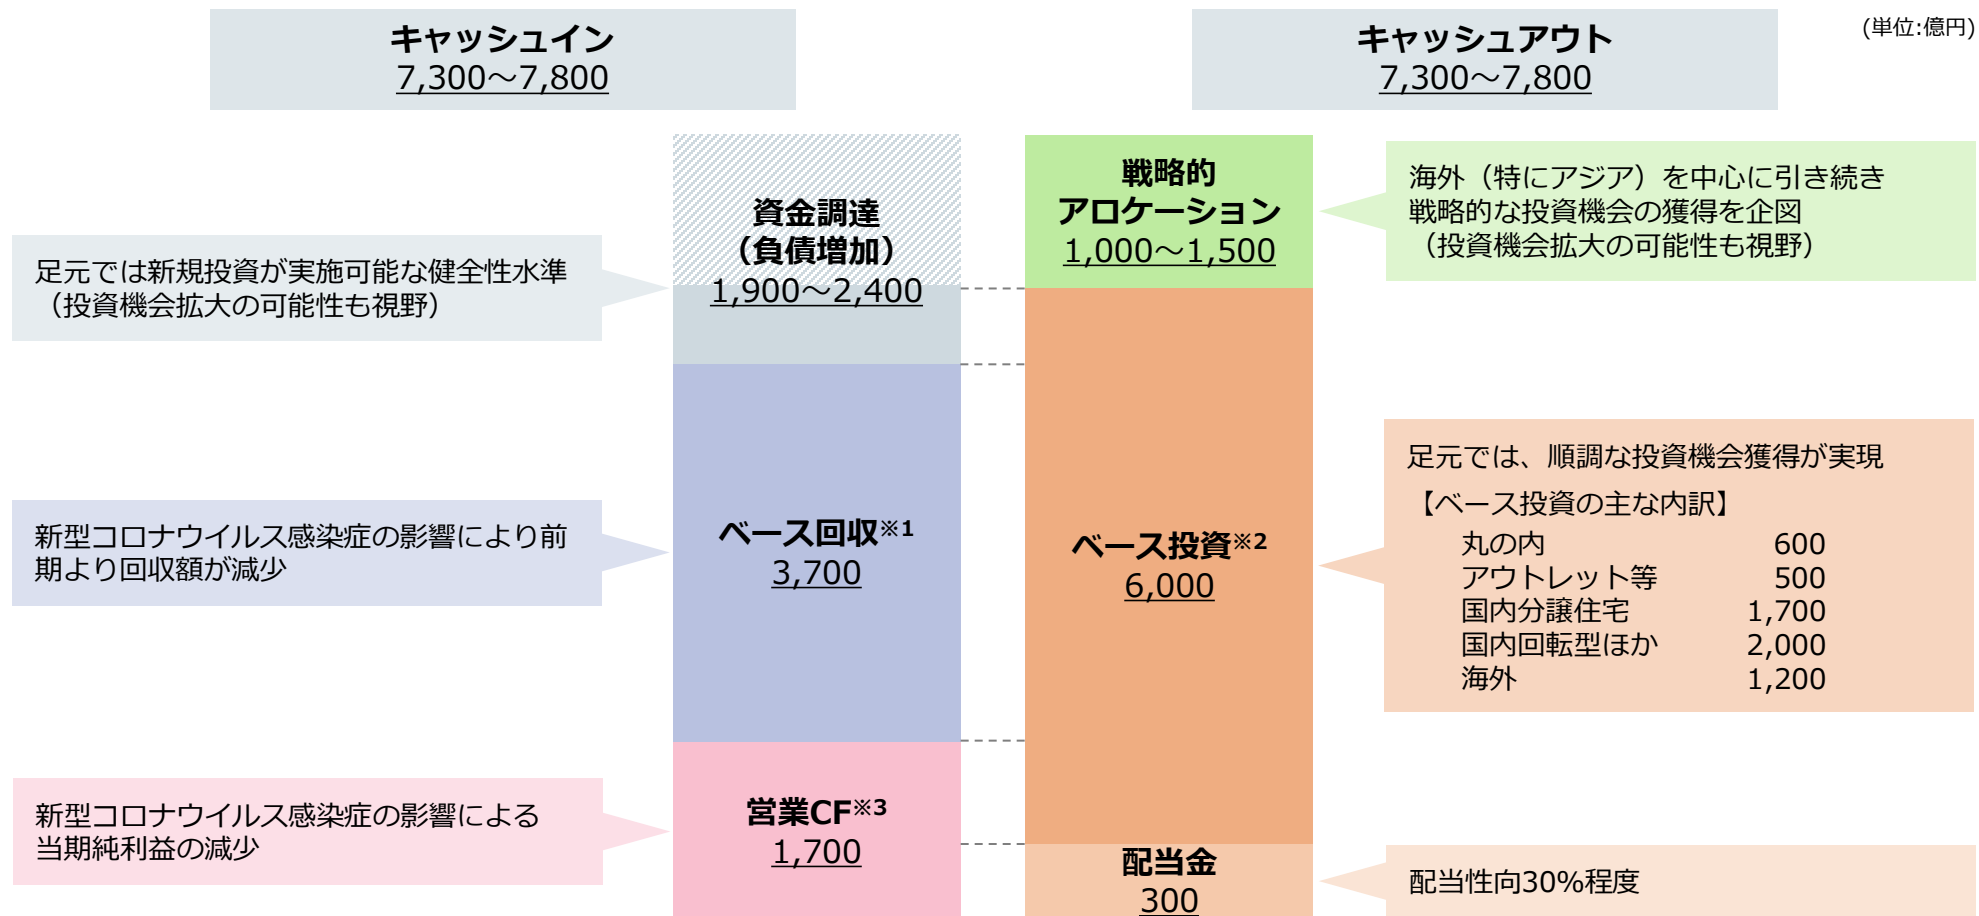 キャッシュイン
7,300～7,800
キャッシュアウト
7,300～7,800
(単位:億円)
資金調達
（負債増加）
1,900～2,400
足元では新規投資が実施可能な健全性水準
（投資機会拡大の可能性も視野）
ベース回収※1
3,700
新型コロナウイルス感染症の影響により前
期より回収額が減少
営業CF※3
1,700
新型コロナウイルス感染症の影響による
当期純利益の減少
戦略的
アロケーション
1,000～1,500
海外（特にアジア）を中心に引き続き
戦略的な投資機会の獲得を企図
（投資機会拡大の可能性も視野）
ベース投資※2
6,000
足元では、順調な投資機会獲得が実現
【ベース投資の主な内訳】
丸の内 600
アウトレット等 500
国内分譲住宅 1,700
国内回転型ほか 2,000
海外 1,200
配当金
300
配当性向30%程度